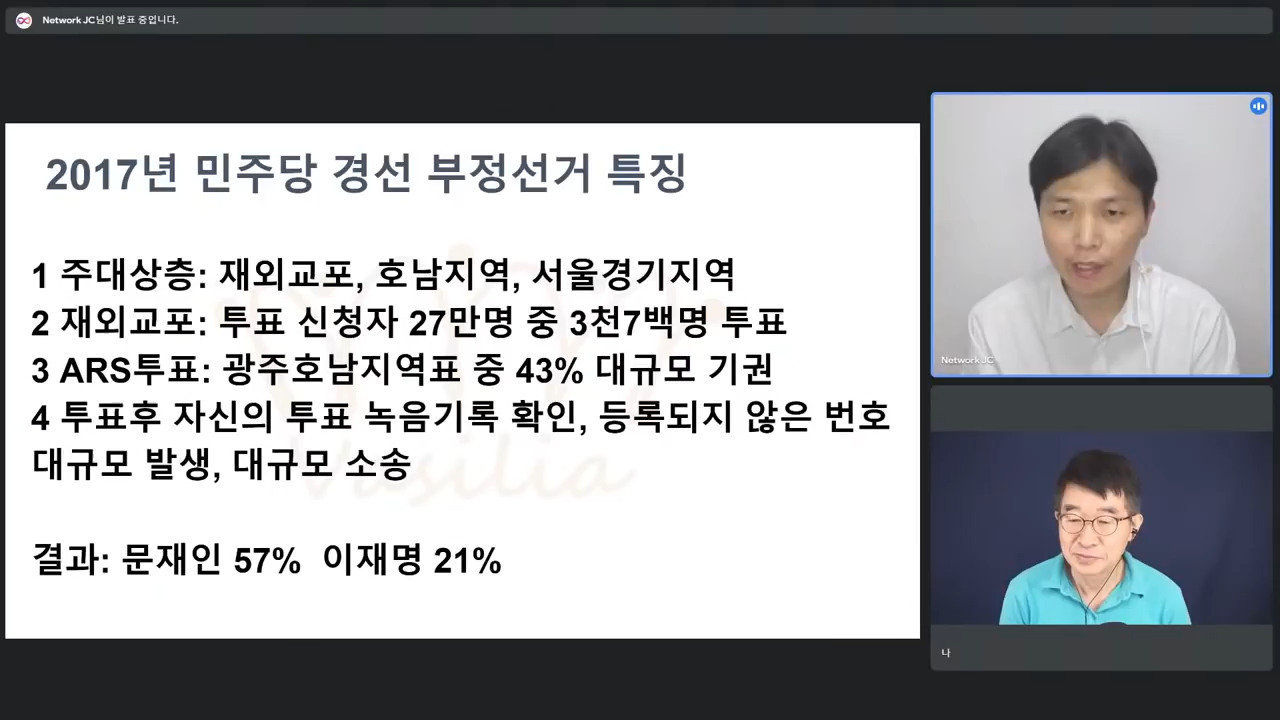 Network JC님이 발표 중입니다.
2017년 민주당 경선 부정선거 특징
1 주대상층: 재외교포, 호남지역, 서울경기지역
2 재외교포: 투표 신청자 27만명 중 3천7백명 투표
3 ARS투표: 광주호남지역표 중 43% 대규모 기권
4 투표후 자신의 투표 녹음기록 확인, 등록되지 않은 번호
대규모 발생, 대규모 소송
Vasilia
결과: 문재인 57% 이재명 21%
Network JC
나